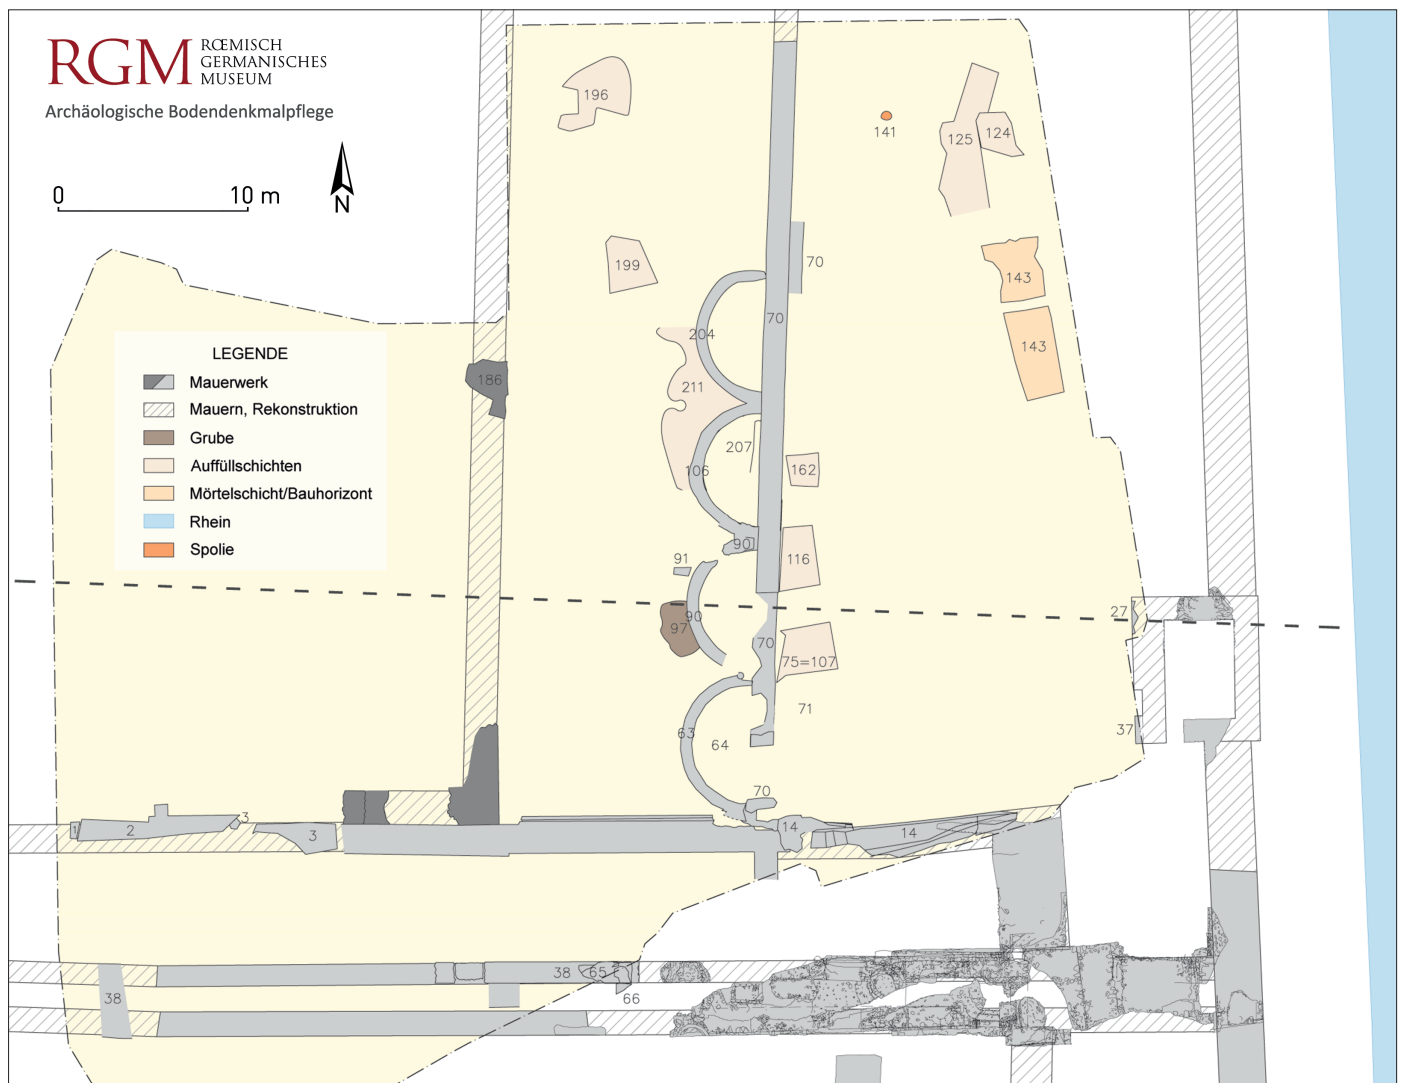 RGM
RŒMISCH
GERMANISCHES
MUSEUM
Archäologische Bodendenkmalpflege
0 10 m
N
LEGENDE
Mauerwerk
Mauern, Rekonstruktion
Grube
Auffüllschichten
Mörtelschicht/Bauhorizont
Rhein
Spolie
196
141
125
124
199
70
143
70
204
143
186
211
207
106
162
90
91
116
27
90
97
70
75=107
71
37
63
64
70
1
2
3
3
14
14
38
65
38
66